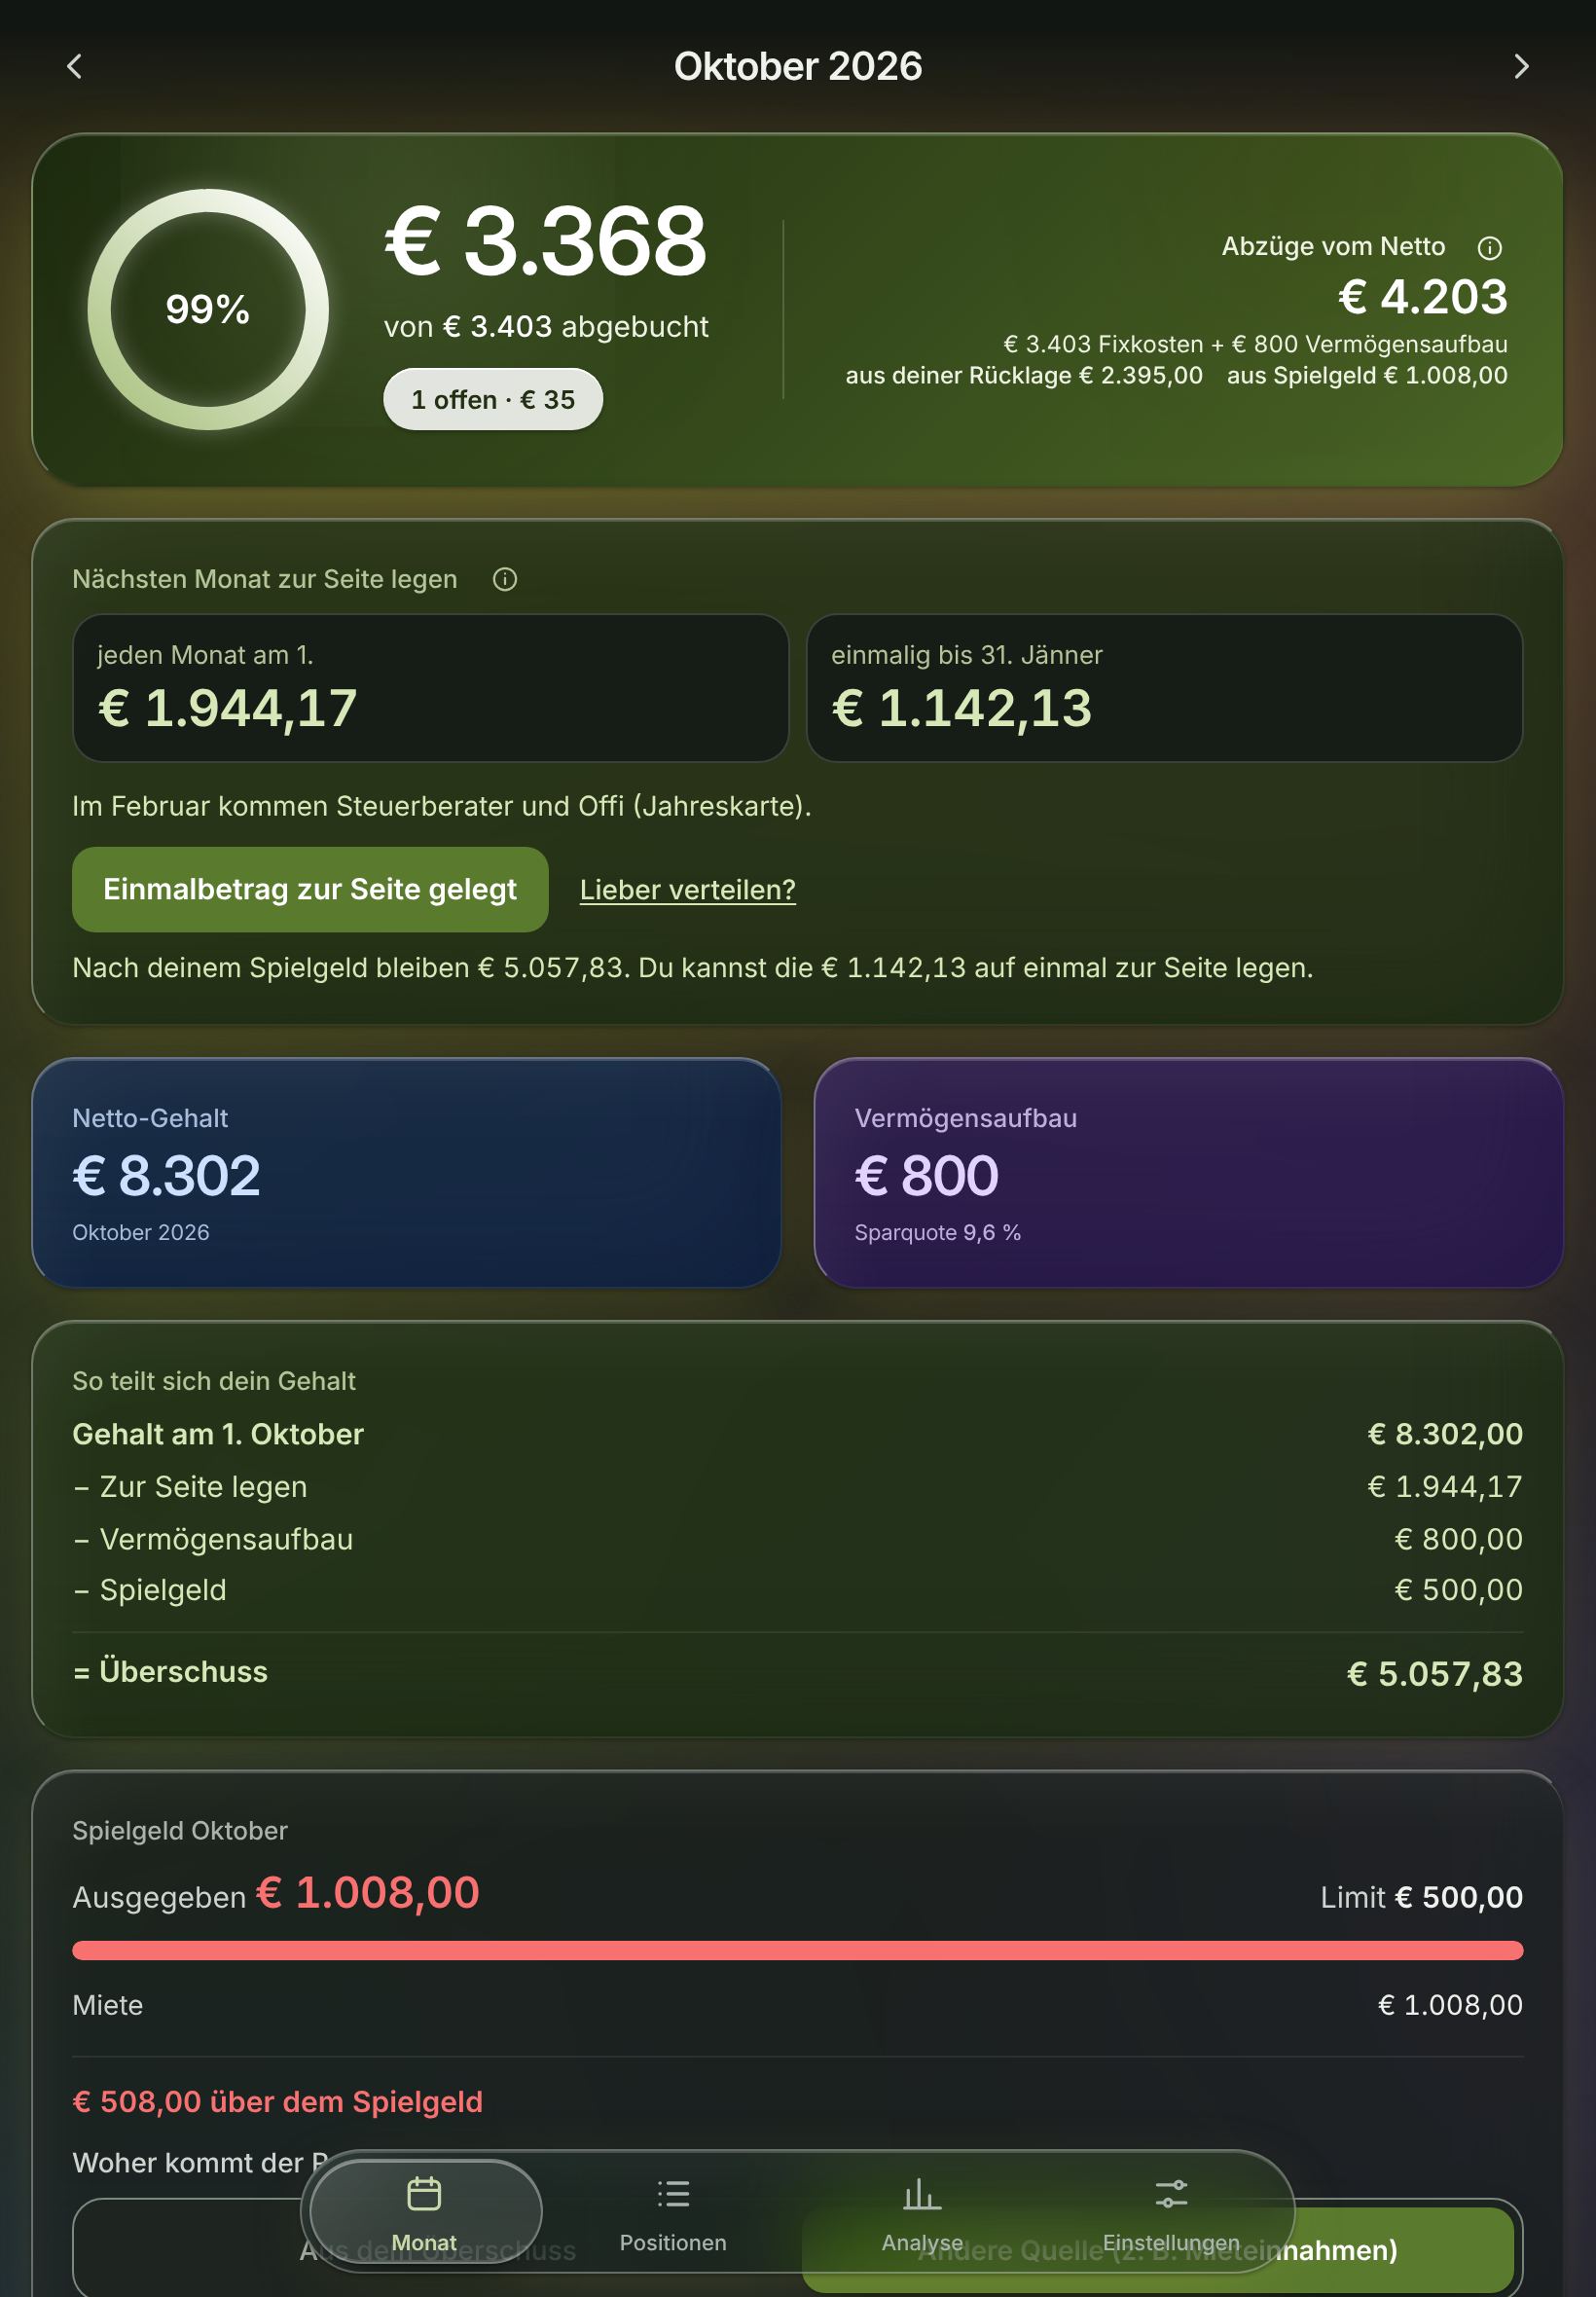 Oktober 2026
99%
€ 3.368
von € 3.403 abgebucht
1 offen · € 35
Abzüge vom Netto
€ 4.203
€ 3.403 Fixkosten + € 800 Vermögensaufbau
aus deiner Rücklage € 2.395,00 aus Spielgeld € 1.008,00
Nächsten Monat zur Seite legen
jeden Monat am 1.
€ 1.944,17
einmalig bis 31. Jänner
€ 1.142,13
Im Februar kommen Steuerberater und Offi (Jahreskarte).
Einmalbetrag zur Seite gelegt
Lieber verteilen?
Nach deinem Spielgeld bleiben € 5.057,83. Du kannst die € 1.142,13 auf einmal zur Seite legen.
Netto-Gehalt
€ 8.302
Oktober 2026
Vermögensaufbau
€ 800
Sparquote 9,6 %
So teilt sich dein Gehalt
Gehalt am 1. Oktober € 8.302,00
– Zur Seite legen € 1.944,17
– Vermögensaufbau € 800,00
– Spielgeld € 500,00
= Überschuss € 5.057,83
Spielgeld Oktober
Ausgegeben € 1.008,00 Limit € 500,00
Miete € 1.008,00
€ 508,00 über dem Spielgeld
Woher kommt der
Aus dem Überschuss
Andere Quelle (z. B. Mieteinnahmen)
Monat
Positionen
Analyse
Einstellungen